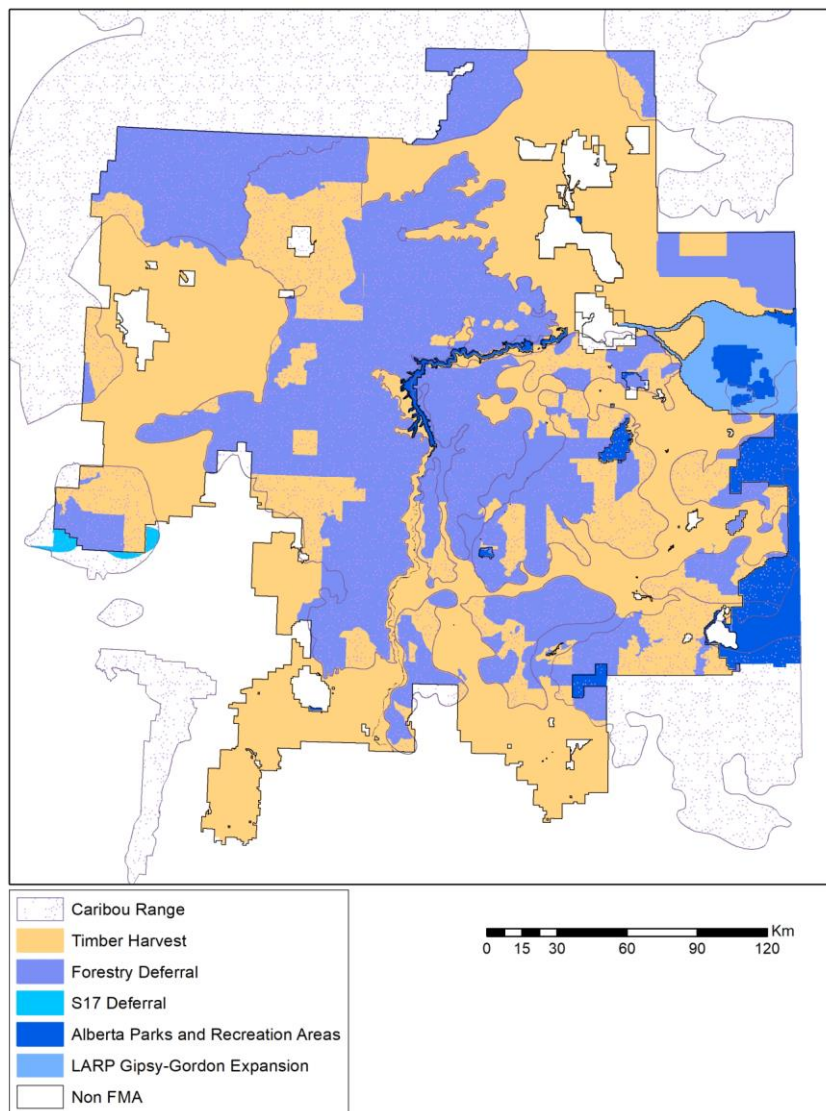 Caribou Range
Timber Harvest
Forestry Deferral
S17 Deferral
Alberta Parks and Recreation Areas
LARP Gipsy-Gordon Expansion
Non FMA
Km
0 15 30 60 90 120